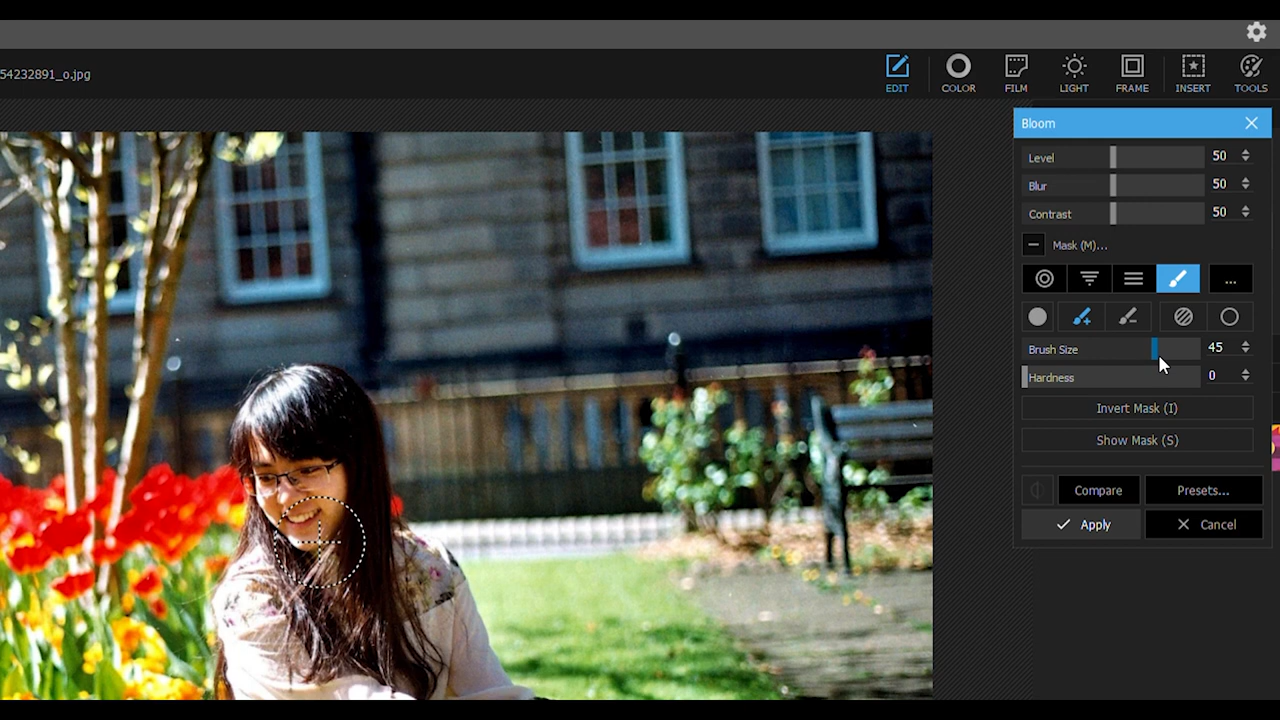 54232891_o.jpg
EDIT COLOR FILM LIGHT FRAME INSERT TOOLS
Bloom
Level 50
Blur 50
Contrast 50
Mask (M)...
...
Brush Size 45
Hardness 0
Invert Mask (I)
Show Mask (S)
Compare Presets...
Apply Cancel